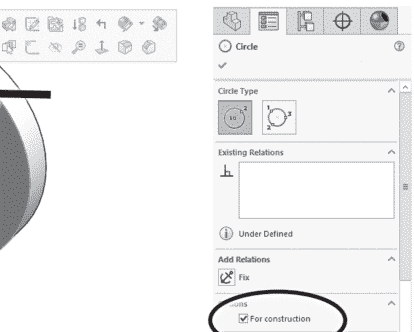 Circle
Circle Type
Existing Relations
Under Defined
Add Relations
Fix
For construction